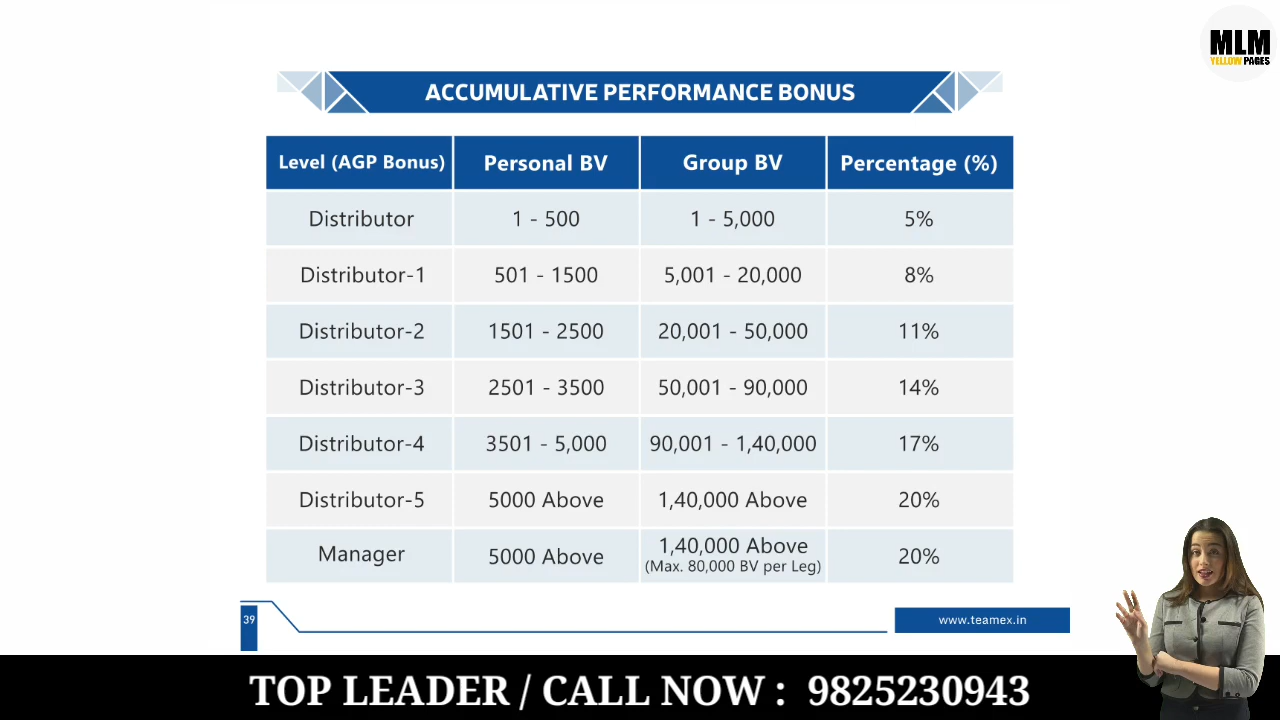 MLM
YELLOW PAGES
ACCUMULATIVE PERFORMANCE BONUS
Level (AGP Bonus) Personal BV Group BV Percentage (%)
Distributor 1 - 500 1 - 5,000 5%
Distributor-1 501 - 1500 5,001 - 20,000 8%
Distributor-2 1501 - 2500 20,001 - 50,000 11%
Distributor-3 2501 - 3500 50,001 - 90,000 14%
Distributor-4 3501 - 5,000 90,001 - 1,40,000 17%
Distributor-5 5000 Above 1,40,000 Above 20%
Manager 5000 Above 1,40,000 Above 20%
(Max. 80,000 BV per Leg)
39
www.teamex.in
TOP LEADER / CALL NOW : 9825230943